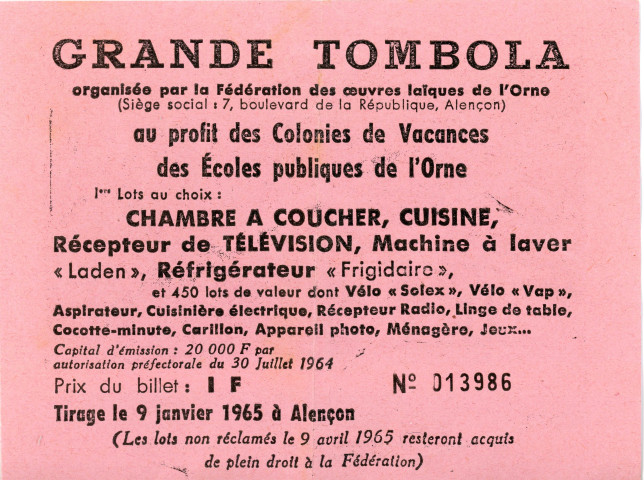 GRANDE TOMBOLA
organisée par la Fédération des œuvres laïques de l'Orne
(Siège social : 7, boulevard de la République, Alençon)
au profit des Colonies de Vacances
des Écoles publiques de l'Orne
1ers Lots au choix :
CHAMBRE A COUCHER, CUISINE,
Récepteur de TÉLÉVISION, Machine à laver
« Laden », Réfrigérateur « Frigidaire »,
et 450 lots de valeur dont Vélo « Solex », Vélo « Vap »,
Aspirateur, Cuisinière électrique, Récepteur Radio, Linge de table,
Cocotte-minute, Carillon, Appareil photo, Ménagère, Jeux...
Capital d'émission : 20 000 F par
autorisation préfectorale du 30 Juillet 1964
Prix du billet : 1 F Nº 013986
Tirage le 9 janvier 1965 à Alençon
(Les lots non réclamés le 9 avril 1965 resteront acquis
de plein droit à la Fédération)